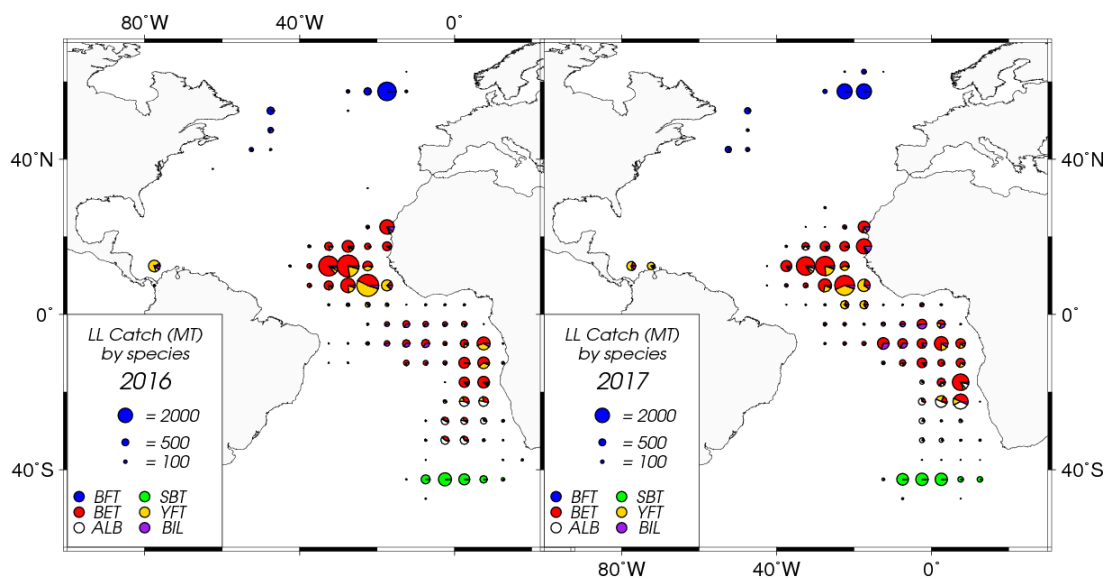 80°W 40°W 0°
LL Catch (MT)
by species
2016
= 2000
= 500
= 100
BFT SBT
BET YFT
ALB BIL
LL Catch (MT)
by species
2017
= 2000
= 500
= 100
BFT SBT
BET YFT
ALB BIL
40°N 40°N
0° 0°
40°S 40°S
80°W 40°W 0°